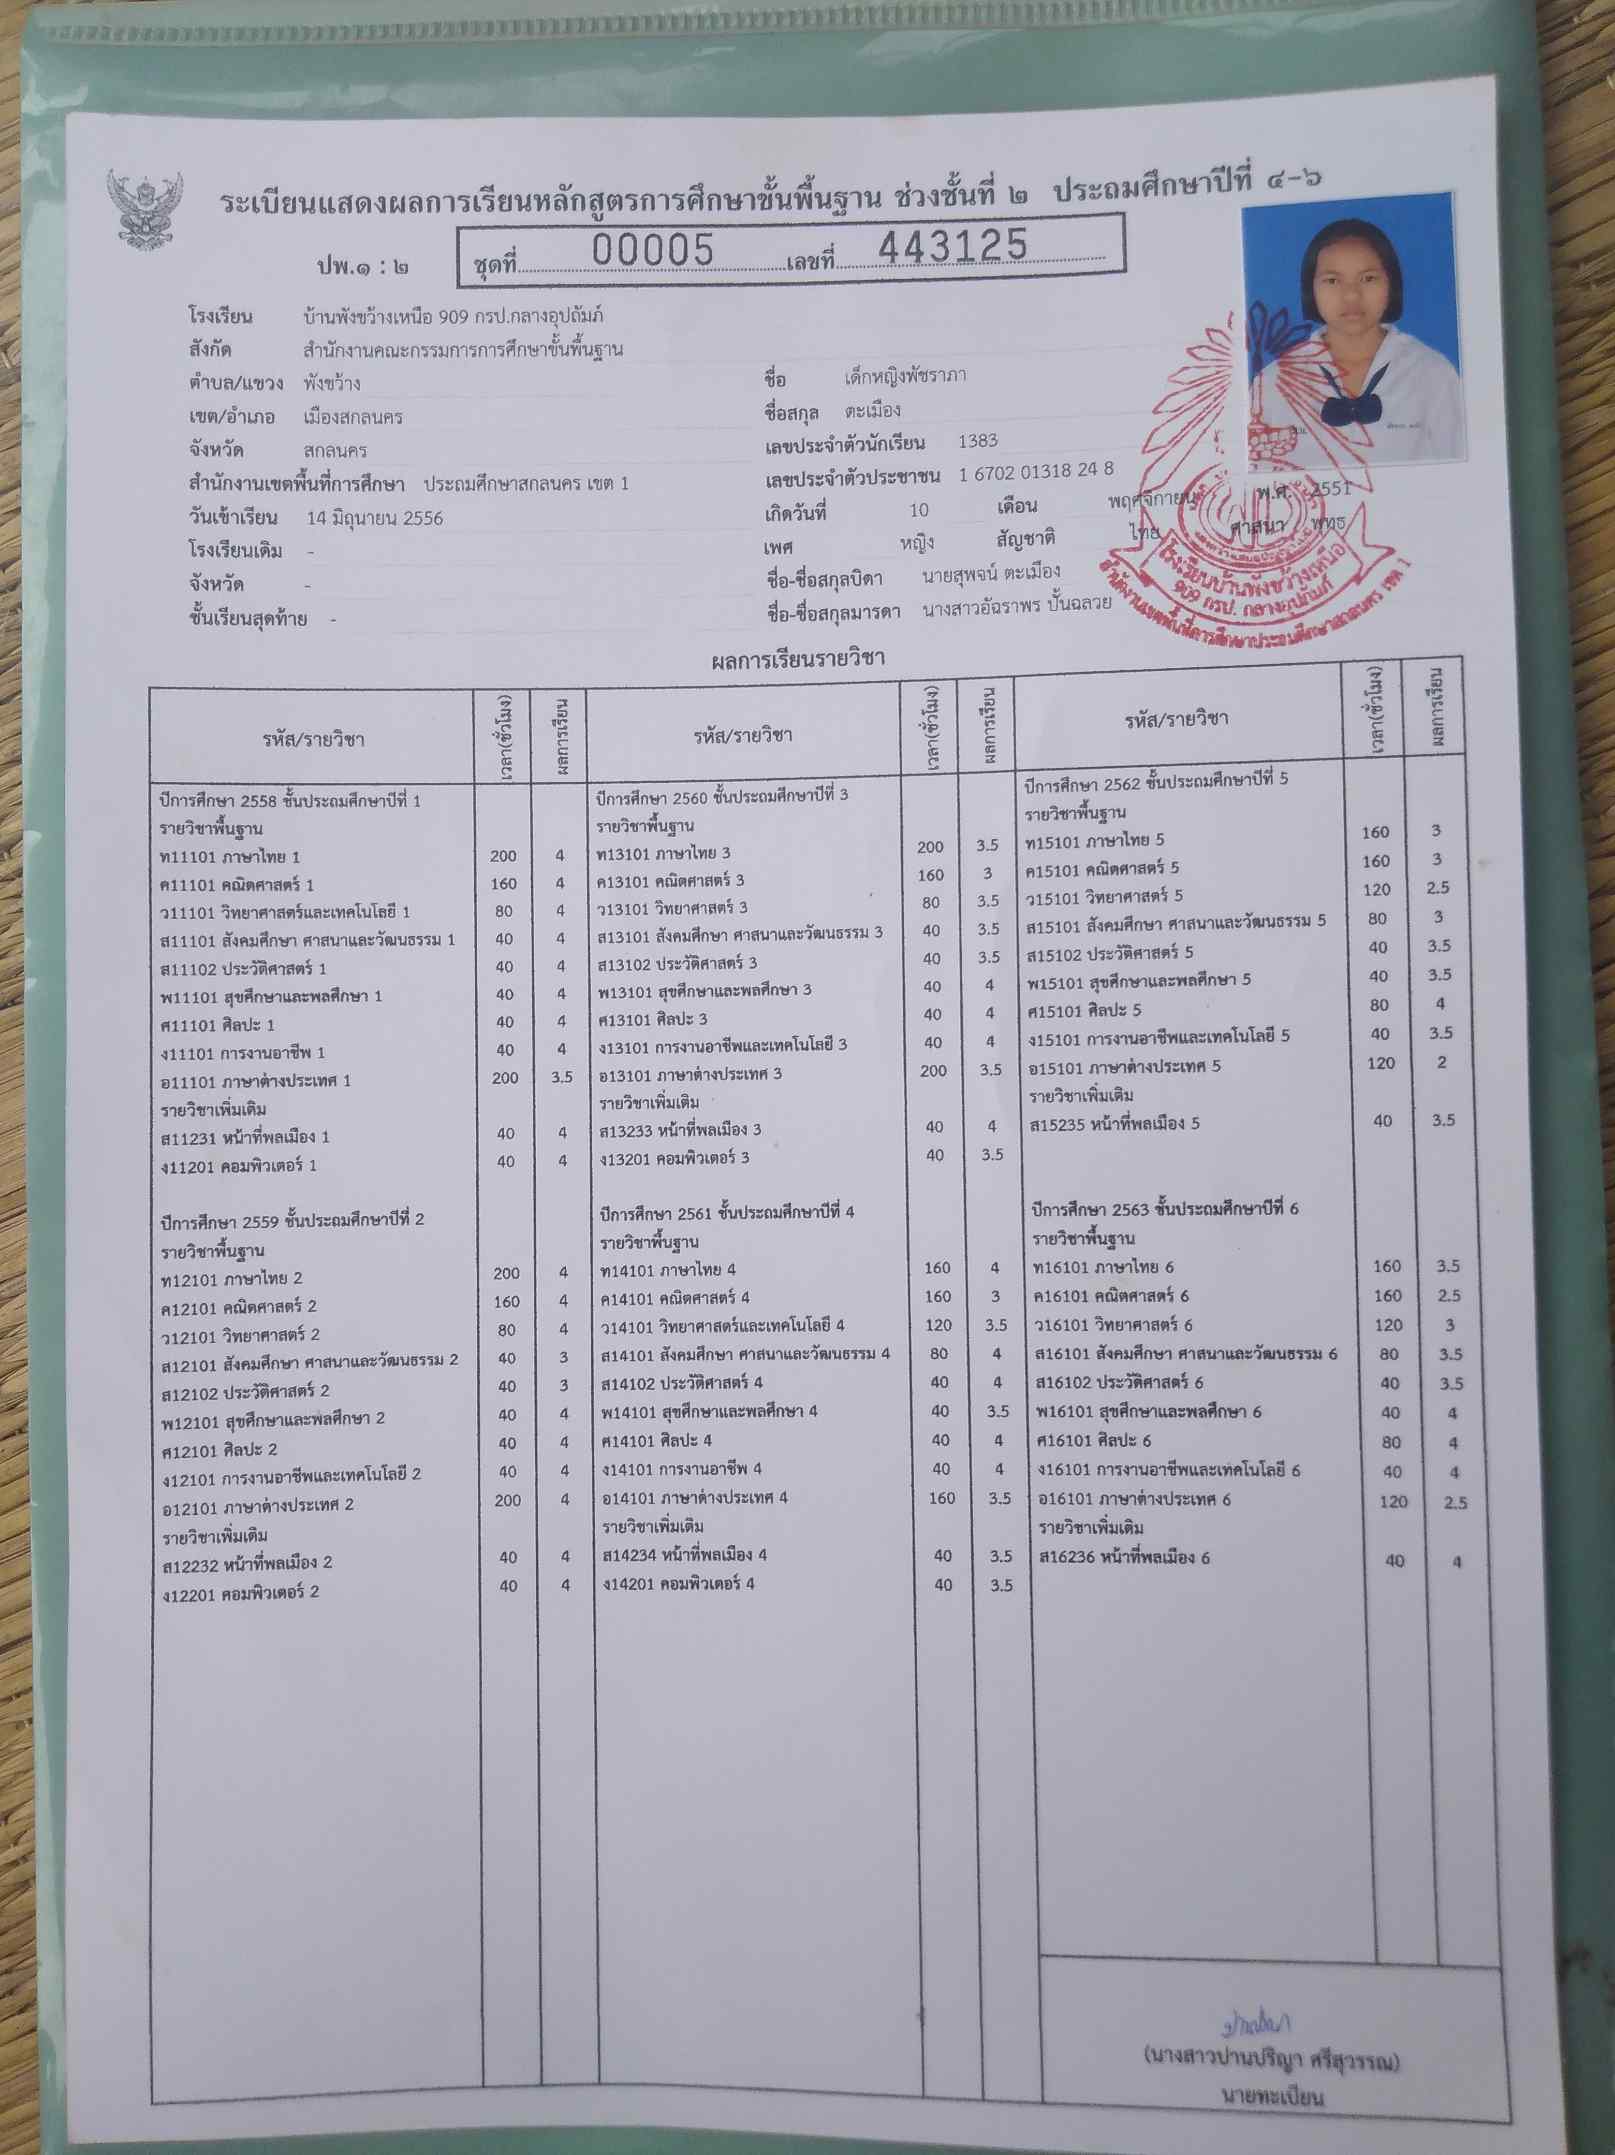 ระเบียนแสดงผลการเรียนหลักสูตรการศึกษาขั้นพื้นฐาน ช่วงชั้นที่ ๒ ประถมศึกษาปีที่ ๔-๖
ปพ.๑ : ๒ ชุดที่ 00005 เลขที่ 443125
โรงเรียน บ้านพังขว้างเหนือ 909 กรป.กลางอุปถัมภ์
สังกัด สำนักงานคณะกรรมการการศึกษาขั้นพื้นฐาน
ตำบล/แขวง พังขว้าง
เขต/อำเภอ เมืองสกลนคร
จังหวัด สกลนคร
สำนักงานเขตพื้นที่การศึกษา ประถมศึกษาสกลนคร เขต 1
วันเข้าเรียน 14 มิถุนายน 2556
โรงเรียนเดิม -
จังหวัด -
ชั้นเรียนสุดท้าย -
ชื่อ เด็กหญิงพัชราภา
ชื่อสกุล ตะเมือง
เลขประจำตัวนักเรียน 1383
เลขประจำตัวประชาชน 1 6702 01318 24 8
เกิดวันที่ 10 เดือน พฤศจิกายน พ.ศ. 2551
เพศ หญิง สัญชาติ ไทย ศาสนา พุทธ
ชื่อ-ชื่อสกุลบิดา นายสุพจน์ ตะเมือง
ชื่อ-ชื่อสกุลมารดา นางสาวอัฉราพร ปั้นฉลวย
โรงเรียนบ้านพังขว้างเหนือ
909 กรป. กลางอุปถัมภ์
สำนักงานเขตพื้นที่การศึกษาประถมศึกษาสกลนคร เขต 1
ผลการเรียนรายวิชา
รหัส/รายวิชา เวลา(ชั่วโมง) ผลการเรียน รหัส/รายวิชา เวลา(ชั่วโมง) ผลการเรียน รหัส/รายวิชา เวลา(ชั่วโมง) ผลการเรียน
ปีการศึกษา 2558 ชั้นประถมศึกษาปีที่ 1
รายวิชาพื้นฐาน
ท11101 ภาษาไทย 1 200 4
ค11101 คณิตศาสตร์ 1 160 4
ว11101 วิทยาศาสตร์และเทคโนโลยี 1 80 4
ส11101 สังคมศึกษา ศาสนาและวัฒนธรรม 1 40 4
ส11102 ประวัติศาสตร์ 1 40 4
พ11101 สุขศึกษาและพลศึกษา 1 40 4
ศ11101 ศิลปะ 1 40 4
ง11101 การงานอาชีพ 1 40 4
อ11101 ภาษาต่างประเทศ 1 200 3.5
รายวิชาเพิ่มเติม
ส11231 หน้าที่พลเมือง 1 40 4
ง11201 คอมพิวเตอร์ 1 40 4
ปีการศึกษา 2559 ชั้นประถมศึกษาปีที่ 2
รายวิชาพื้นฐาน
ท12101 ภาษาไทย 2 200 4
ค12101 คณิตศาสตร์ 2 160 4
ว12101 วิทยาศาสตร์ 2 80 4
ส12101 สังคมศึกษา ศาสนาและวัฒนธรรม 2 40 3
ส12102 ประวัติศาสตร์ 2 40 3
พ12101 สุขศึกษาและพลศึกษา 2 40 4
ศ12101 ศิลปะ 2 40 4
ง12101 การงานอาชีพและเทคโนโลยี 2 40 4
อ12101 ภาษาต่างประเทศ 2 200 4
รายวิชาเพิ่มเติม
ส12232 หน้าที่พลเมือง 2 40 4
ง12201 คอมพิวเตอร์ 2 40 4
ปีการศึกษา 2560 ชั้นประถมศึกษาปีที่ 3
รายวิชาพื้นฐาน
ท13101 ภาษาไทย 3 200 3.5
ค13101 คณิตศาสตร์ 3 160 3
ว13101 วิทยาศาสตร์ 3 80 3.5
ส13101 สังคมศึกษา ศาสนาและวัฒนธรรม 3 40 3.5
ส13102 ประวัติศาสตร์ 3 40 3.5
พ13101 สุขศึกษาและพลศึกษา 3 40 4
ศ13101 ศิลปะ 3 40 4
ง13101 การงานอาชีพและเทคโนโลยี 3 40 4
อ13101 ภาษาต่างประเทศ 3 200 3.5
รายวิชาเพิ่มเติม
ส13233 หน้าที่พลเมือง 3 40 4
ง13201 คอมพิวเตอร์ 3 40 3.5
ปีการศึกษา 2561 ชั้นประถมศึกษาปีที่ 4
รายวิชาพื้นฐาน
ท14101 ภาษาไทย 4 160 4
ค14101 คณิตศาสตร์ 4 160 3
ว14101 วิทยาศาสตร์และเทคโนโลยี 4 120 3.5
ส14101 สังคมศึกษา ศาสนาและวัฒนธรรม 4 80 4
ส14102 ประวัติศาสตร์ 4 40 4
พ14101 สุขศึกษาและพลศึกษา 4 40 3.5
ศ14101 ศิลปะ 4 40 4
ง14101 การงานอาชีพ 4 40 4
อ14101 ภาษาต่างประเทศ 4 160 3.5
รายวิชาเพิ่มเติม
ส14234 หน้าที่พลเมือง 4 40 3.5
ง14201 คอมพิวเตอร์ 4 40 3.5
ปีการศึกษา 2562 ชั้นประถมศึกษาปีที่ 5
รายวิชาพื้นฐาน
ท15101 ภาษาไทย 5 160 3
ค15101 คณิตศาสตร์ 5 160 3
ว15101 วิทยาศาสตร์ 5 120 2.5
ส15101 สังคมศึกษา ศาสนาและวัฒนธรรม 5 80 3
ส15102 ประวัติศาสตร์ 5 40 3.5
พ15101 สุขศึกษาและพลศึกษา 5 40 3.5
ศ15101 ศิลปะ 5 80 4
ง15101 การงานอาชีพและเทคโนโลยี 5 40 3.5
อ15101 ภาษาต่างประเทศ 5 120 2
รายวิชาเพิ่มเติม
ส15235 หน้าที่พลเมือง 5 40 3.5
ปีการศึกษา 2563 ชั้นประถมศึกษาปีที่ 6
รายวิชาพื้นฐาน
ท16101 ภาษาไทย 6 160 3.5
ค16101 คณิตศาสตร์ 6 160 2.5
ว16101 วิทยาศาสตร์ 6 120 3
ส16101 สังคมศึกษา ศาสนาและวัฒนธรรม 6 80 3.5
ส16102 ประวัติศาสตร์ 6 40 3.5
พ16101 สุขศึกษาและพลศึกษา 6 40 4
ศ16101 ศิลปะ 6 80 4
ง16101 การงานอาชีพและเทคโนโลยี 6 40 4
อ16101 ภาษาต่างประเทศ 6 120 2.5
รายวิชาเพิ่มเติม
ส16236 หน้าที่พลเมือง 6 40 4
(นางสาวปานปริญา ศรีสุวรรณ)
นายทะเบียน